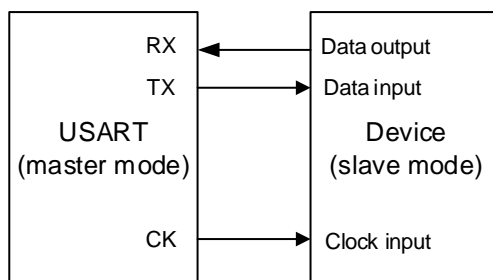 RX
Data output
TX
Data input
USART
(master mode)
Device
(slave mode)
CK
Clock input